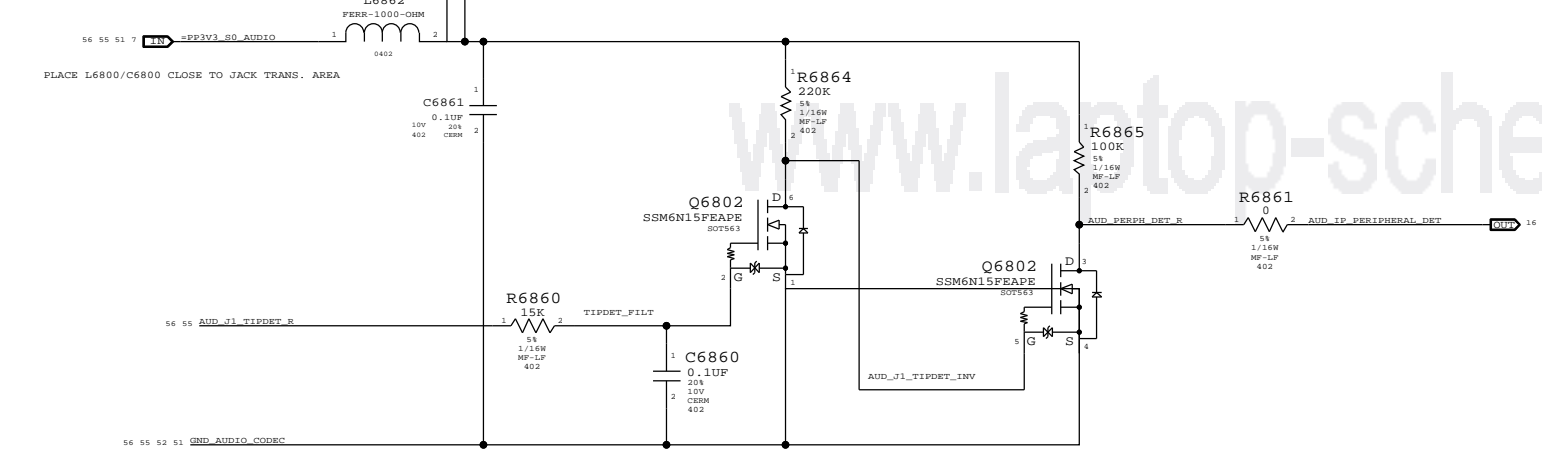 L6862
FERR-1000-OHM
1 2
0402
56 55 51 7 IN =PP3V3_S0_AUDIO
PLACE L6800/C6800 CLOSE TO JACK TRANS. AREA
1
C6861
0.1UF
10V 20%
402 CERM
2
1
R6864
220K
5%
1/16W
MF-LF
402
2
1
R6865
100K
5%
1/16W
MF-LF
402
2
www.laptop-sche
Q6802
SSM6N15FEAPE
SOT563
D 6
2 G S
1
AUD_PERPH_DET_R
R6861
0
1 2
5%
1/16W
MF-LF
402
AUD_IP_PERIPHERAL_DET
OUT 16
Q6802
SSM6N15FEAPE
SOT563
D 3
5 G S
4
56 55 AUD_J1_TIPDET_R
R6860
15K
1 2
5%
1/16W
MF-LF
402
TIPDET_FILT
1
C6860
0.1UF
20%
10V
CERM
402
2
AUD_J1_TIPDET_INV
56 55 52 51 GND_AUDIO_CODEC